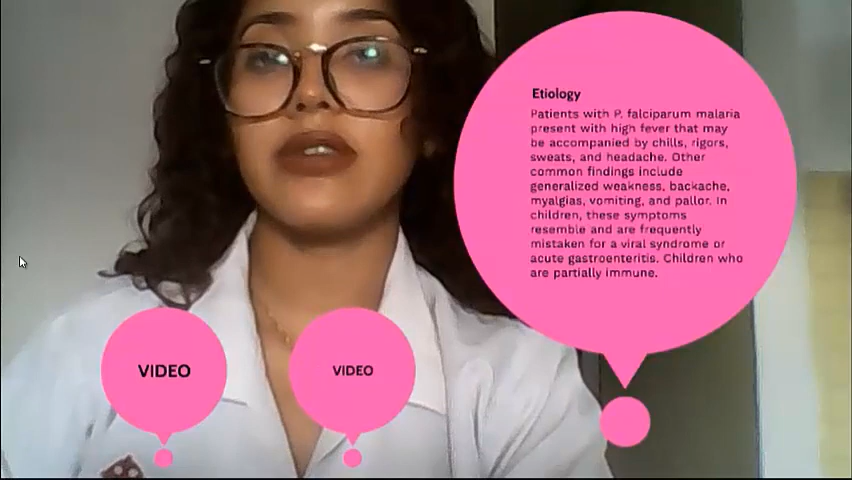 Etiology
Patients with P. falciparum malaria
present with high fever that may
be accompanied by chills, rigors,
sweats, and headache. Other
common findings include
generalized weakness, backache,
myalgias, vomiting, and pallor. In
children, these symptoms
resemble and are frequently
mistaken for a viral syndrome or
acute gastroenteritis. Children who
are partially immune.
VIDEO
VIDEO